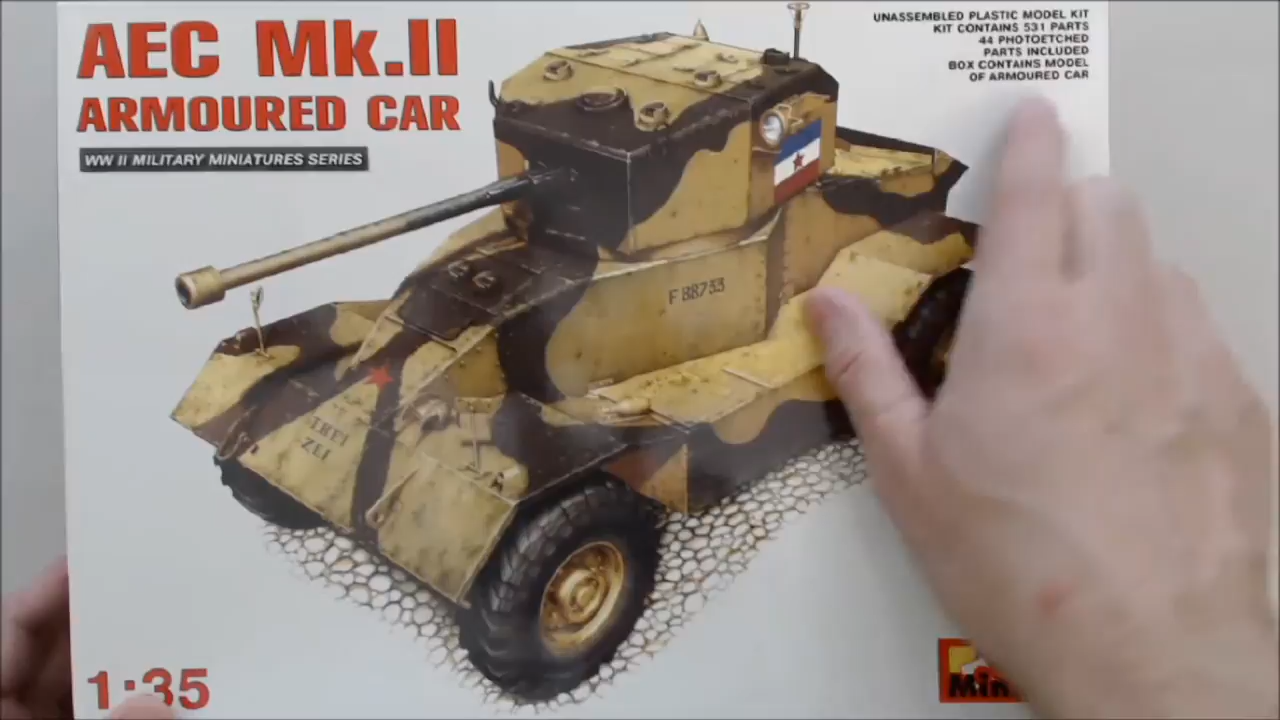 AEC Mk.II
ARMOURED CAR
WW II MILITARY MINIATURES SERIES
UNASSEMBLED PLASTIC MODEL KIT
KIT CONTAINS 531 PARTS
44 PHOTOETCHED
PARTS INCLUDED
BOX CONTAINS MODEL
OF ARMOURED CAR
F 88733
1:35